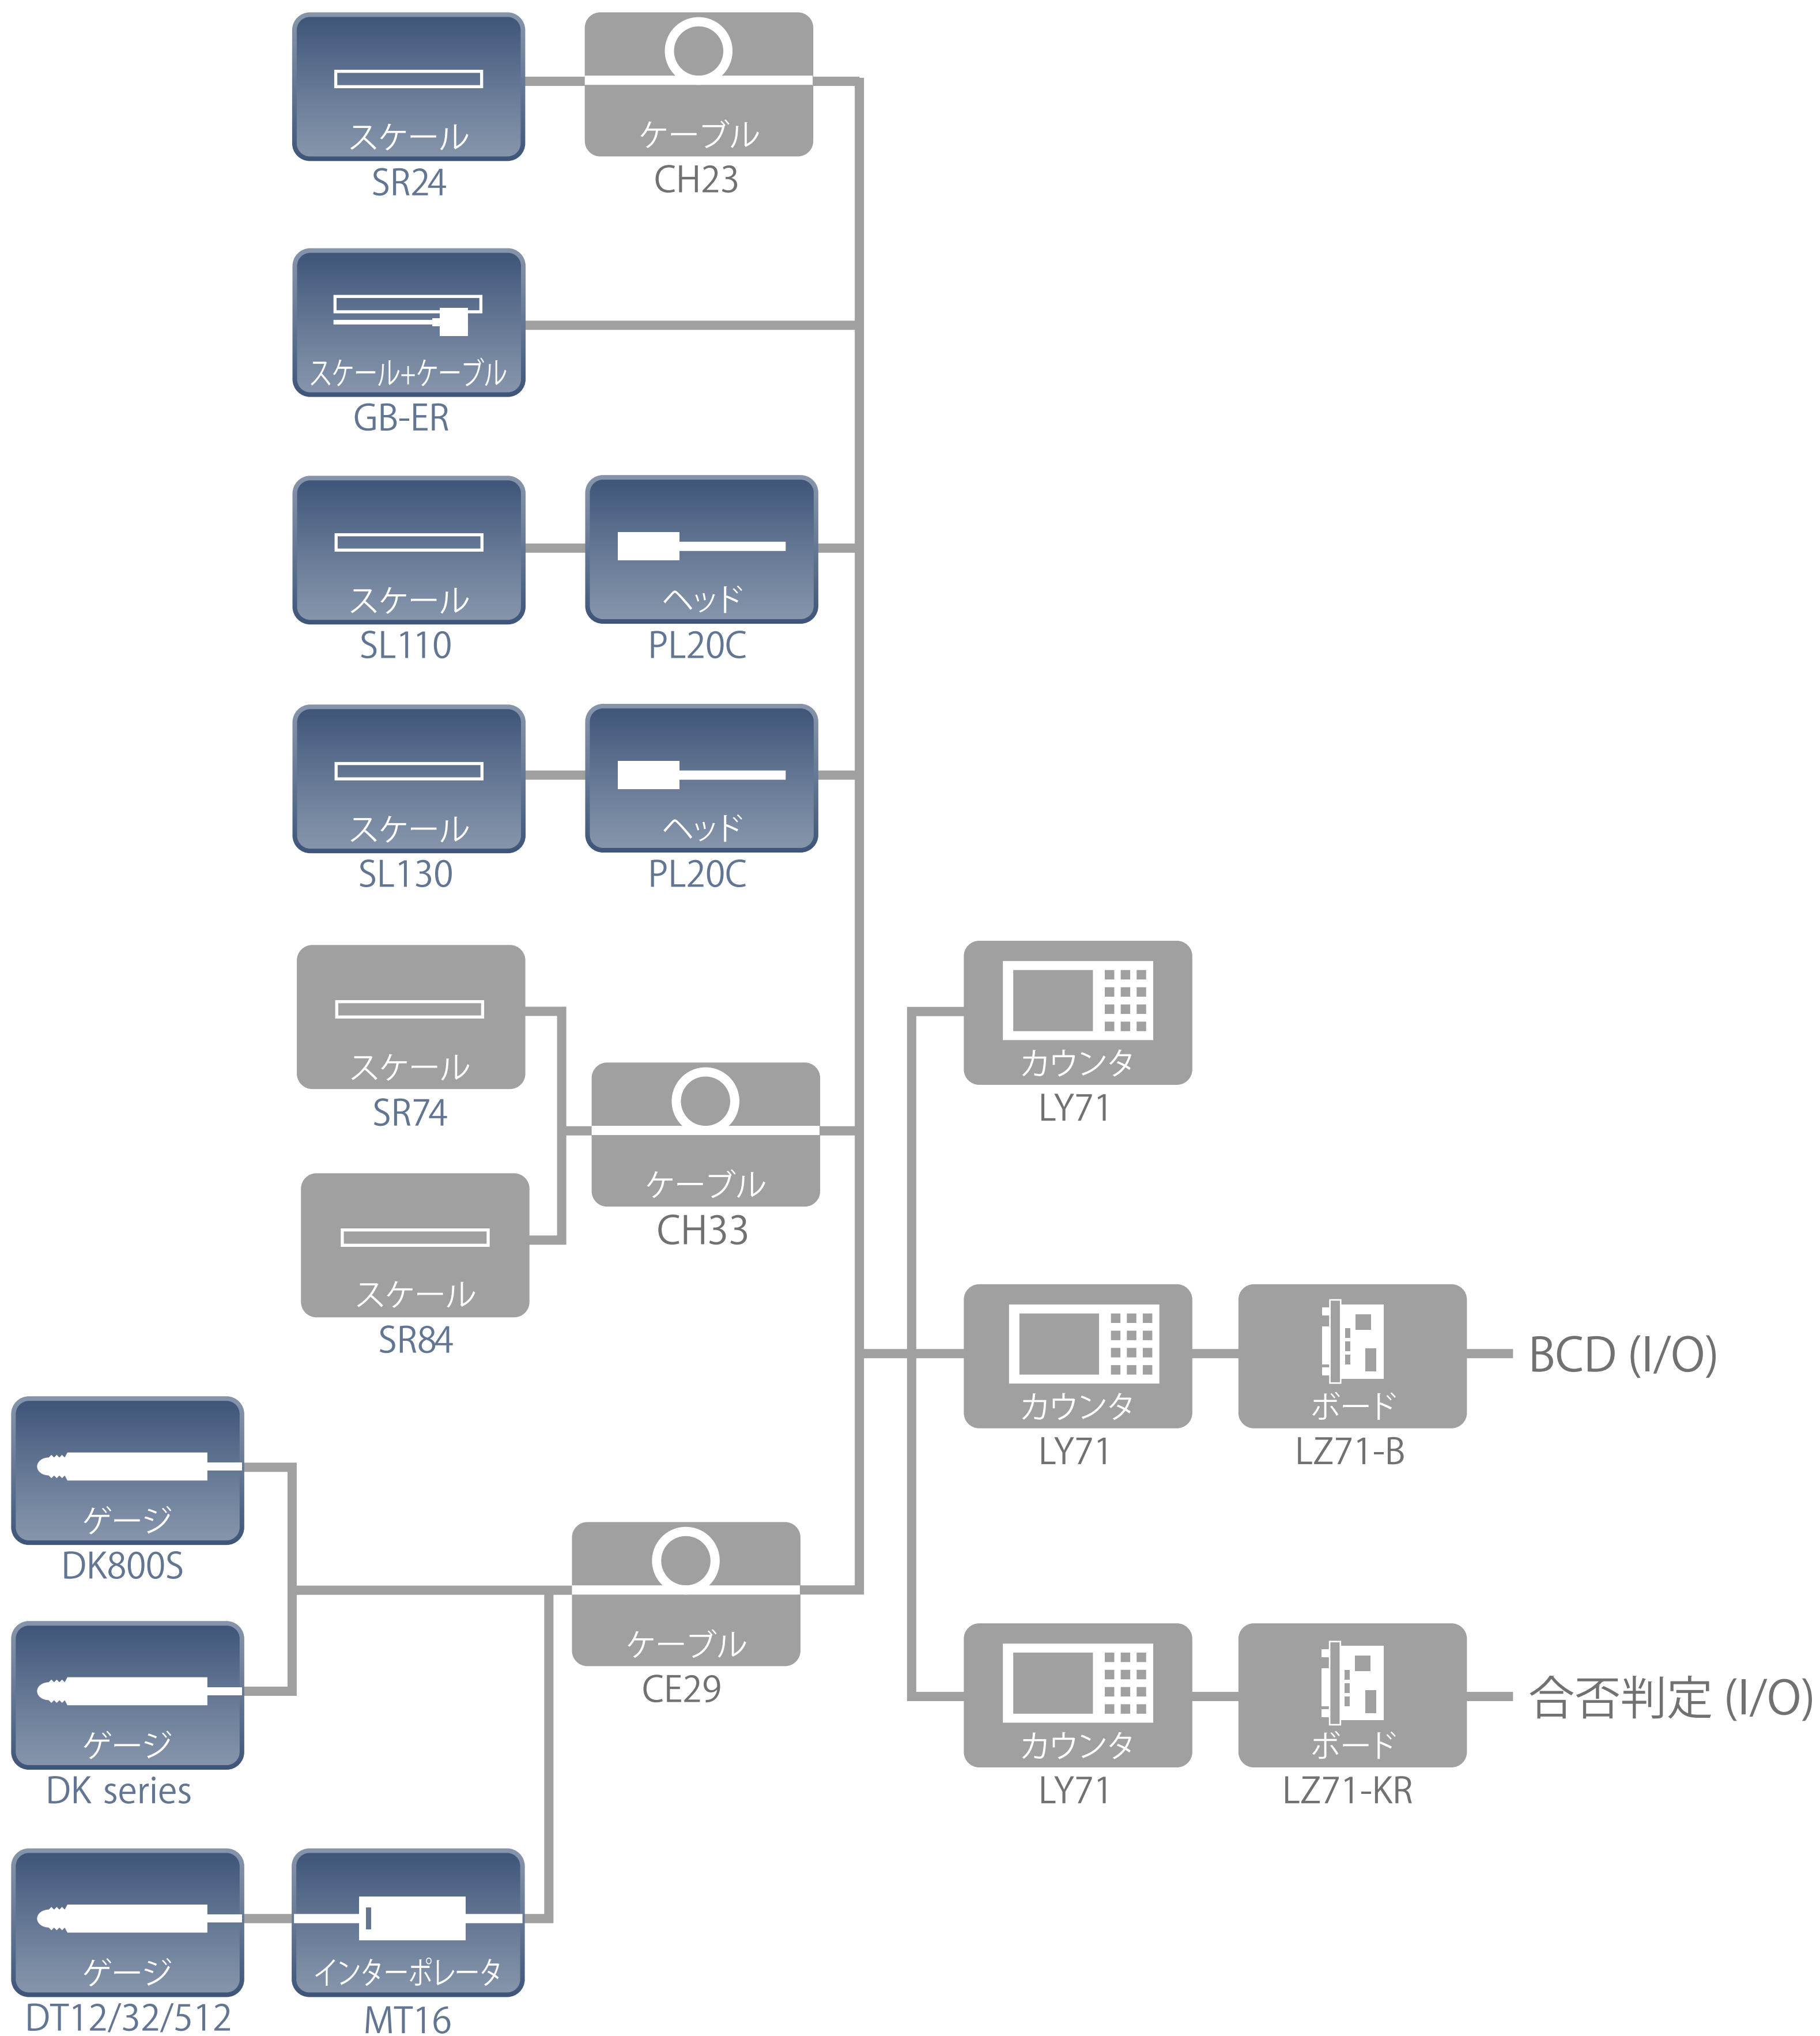 スケール
SR24
ケーブル
CH23
スケール+ケーブル
GB-ER
スケール
SL110
ヘッド
PL20C
スケール
SL130
ヘッド
PL20C
スケール
SR74
ケーブル
CH33
スケール
SR84
カウンタ
LY71
カウンタ
LY71
ボード
LZ71-B
BCD (I/O)
ゲージ
DK800S
ゲージ
DK series
ケーブル
CE29
カウンタ
LY71
ボード
LZ71-KR
合否判定 (I/O)
ゲージ
DT12/32/512
インターポレータ
MT16